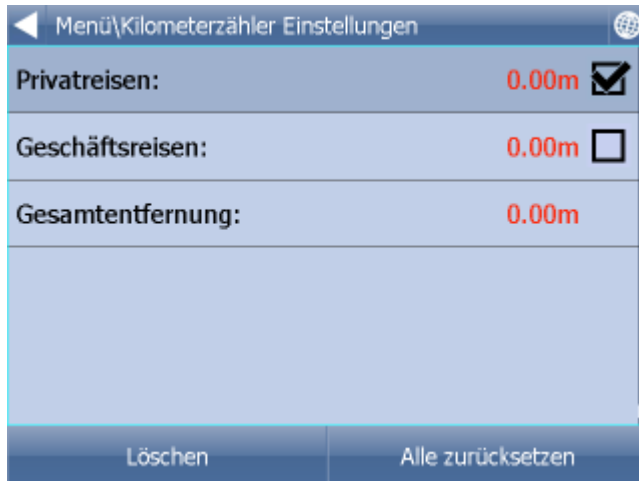 Menü\Kilometerzähler Einstellungen
Privatreisen: 0.00m
Geschäftsreisen: 0.00m
Gesamtentfernung: 0.00m
Löschen Alle zurücksetzen